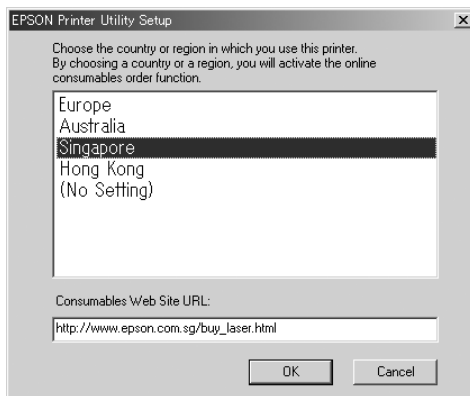 EPSON Printer Utility Setup
Choose the country or region in which you use this printer.
By choosing a country or a region, you will activate the online
consumables order function.
Europe
Australia
Singapore
Hong Kong
(No Setting)
Consumables Web Site URL:
http://www.epson.com.sg/buy_laser.html
OK
Cancel